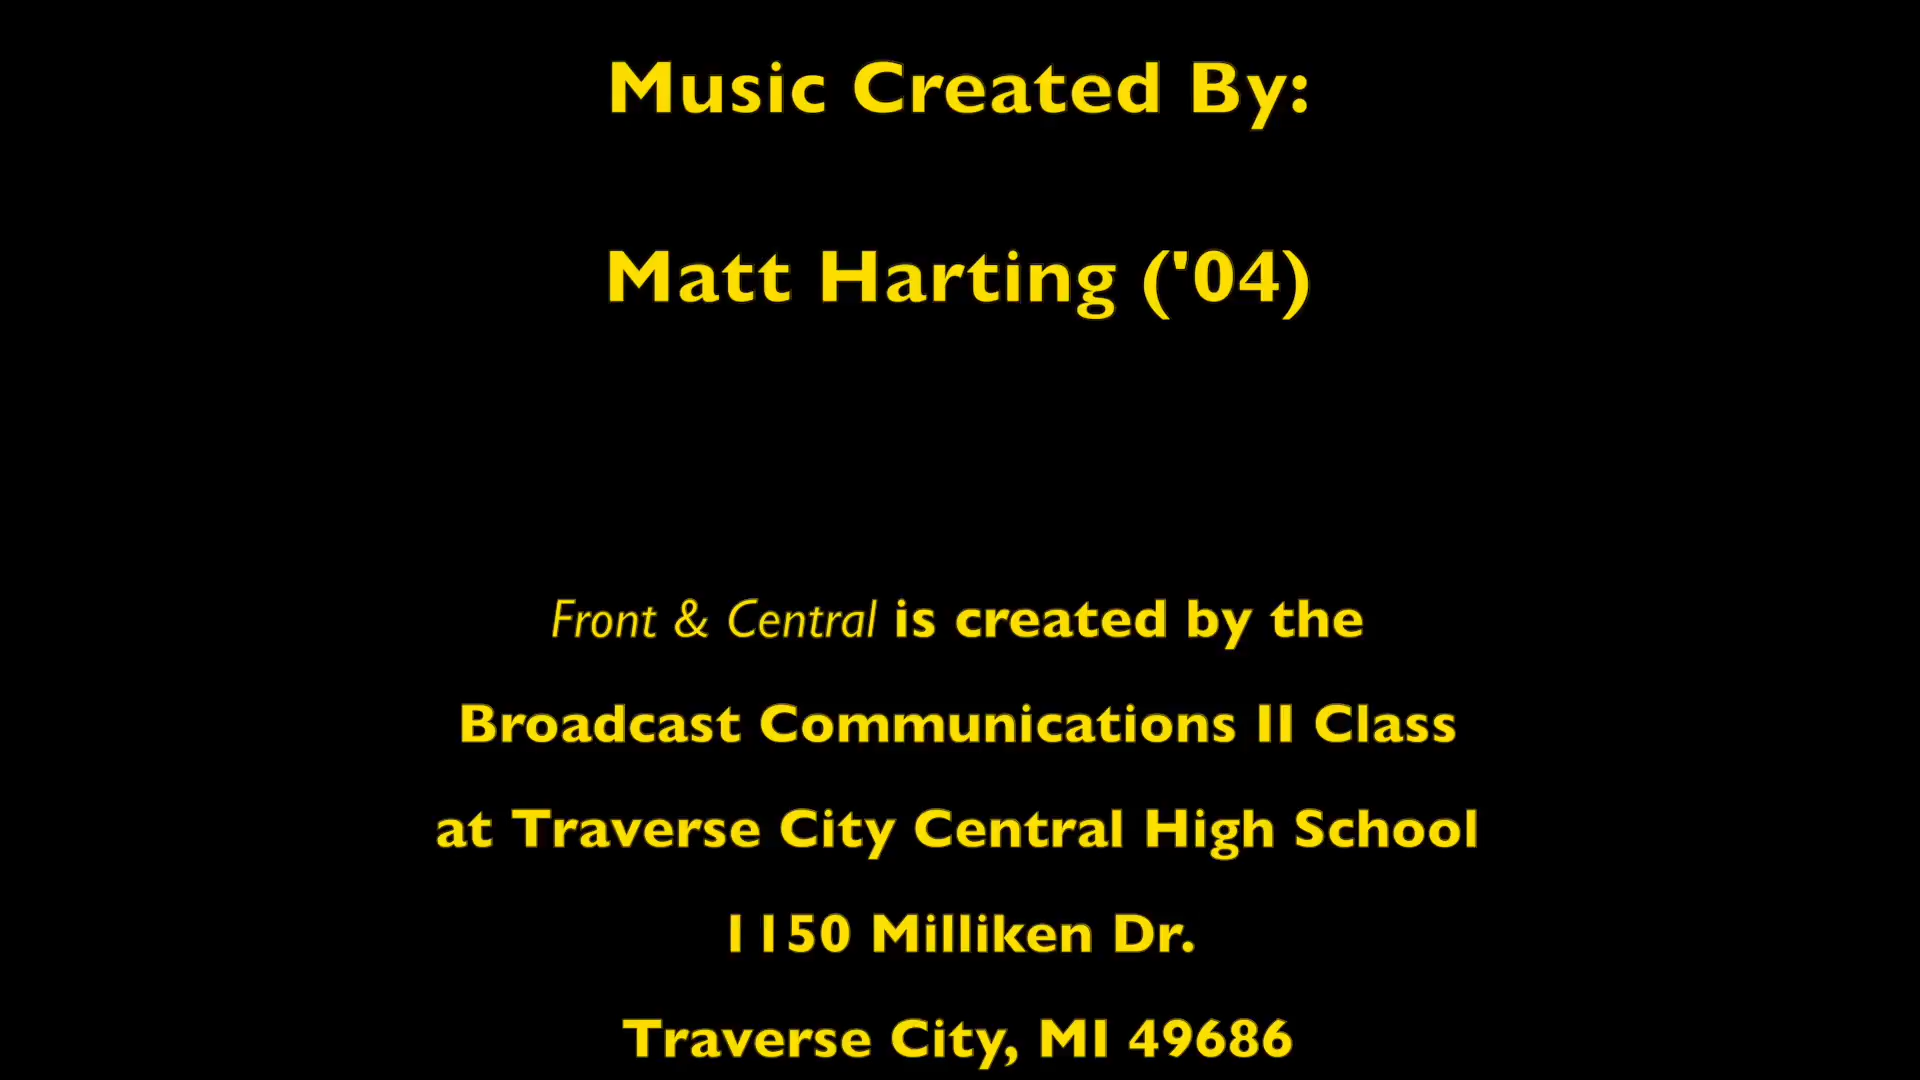 Music Created By:
Matt Harting ('04)
Front & Central is created by the
Broadcast Communications II Class
at Traverse City Central High School
1150 Milliken Dr.
Traverse City, MI 49686